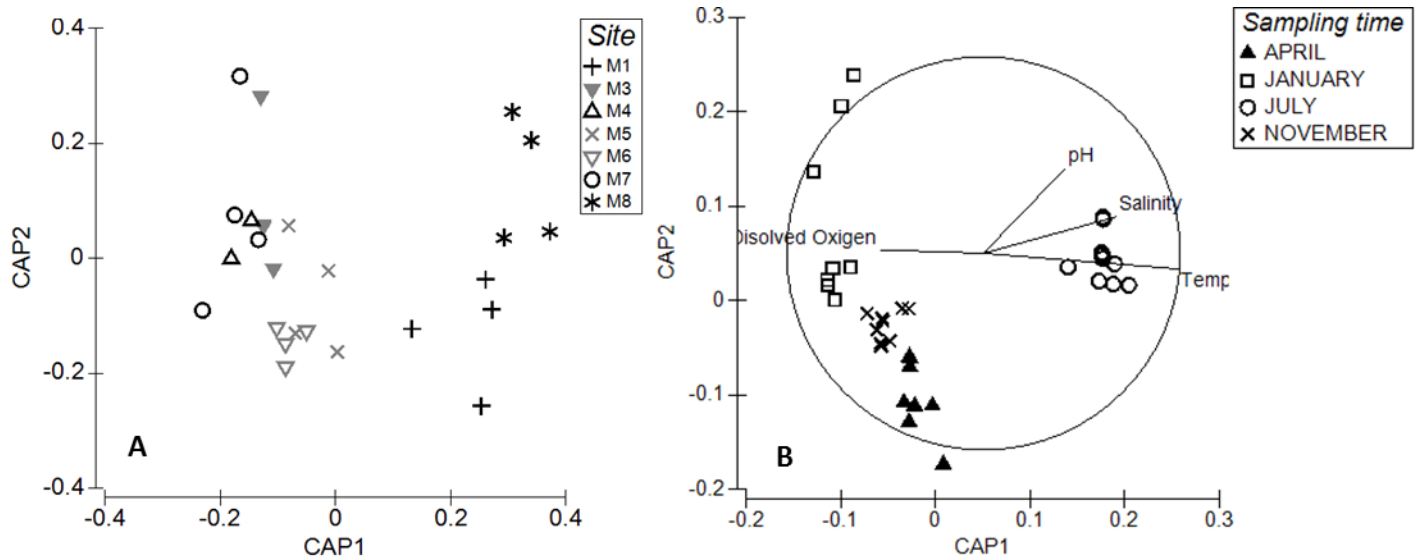 0.4
0.2
0
-0.2
-0.4
CAP2
-0.4
-0.2
0
0.2
0.4
CAP1
A
Site
M1
M3
M4
M5
M6
M7
M8
0.3
0.2
0.1
0
-0.1
-0.2
CAP2
pH
Salinity
Disolved Oxigen
Temp
-0.2
-0.1
0
0.1
0.2
0.3
CAP1
B
Sampling time
APRIL
JANUARY
JULY
NOVEMBER